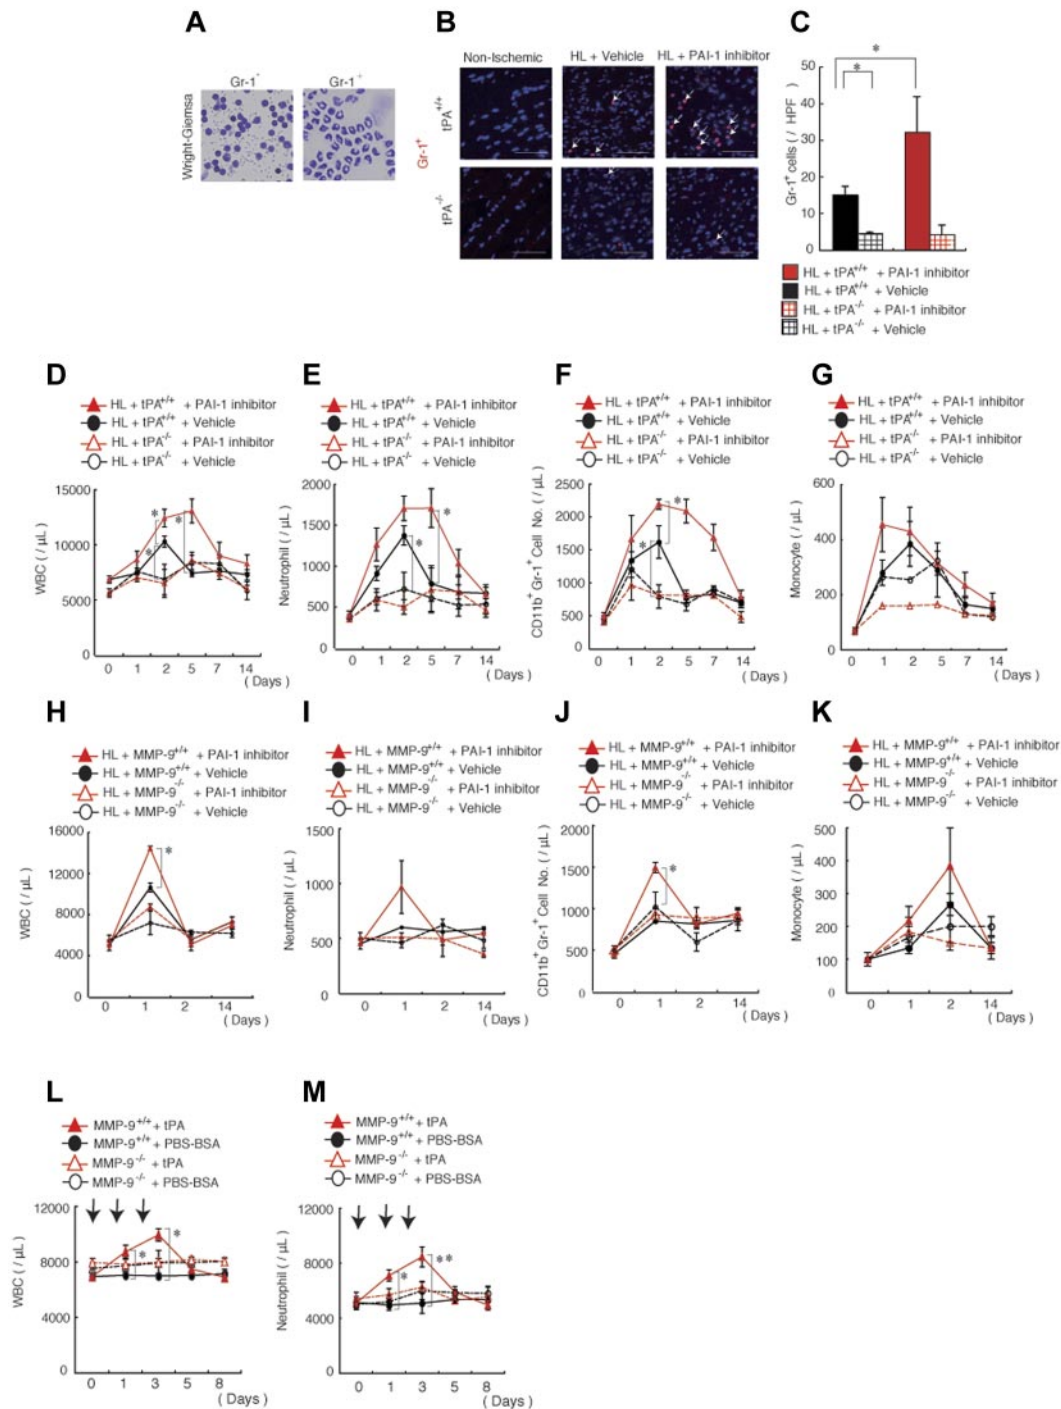 A
Gr-1-
Gr-1+
Wright-Giemsa
B
Non-Ischemic
HL + Vehicle
HL + PAI-1 inhibitor
Gr-1+
tPA+/+
tPA-/-
C
*
*
Gr-1+ cells ( / HPF )
50
40
30
20
10
0
HL + tPA+/+ + PAI-1 inhibitor
HL + tPA+/+ + Vehicle
HL + tPA-/- + PAI-1 inhibitor
HL + tPA-/- + Vehicle
D
HL + tPA+/+ + PAI-1 inhibitor
HL + tPA+/+ + Vehicle
HL + tPA-/- + PAI-1 inhibitor
HL + tPA-/- + Vehicle
WBC ( / µL )
15000
10000
5000
0
* * *
0 1 2 5 7 14
( Days )
E
HL + tPA+/+ + PAI-1 inhibitor
HL + tPA+/+ + Vehicle
HL + tPA-/- + PAI-1 inhibitor
HL + tPA-/- + Vehicle
Neutrophil ( / µL )
2000
1500
1000
500
0
* *
0 1 2 5 7 14
( Days )
F
HL + tPA+/+ + PAI-1 inhibitor
HL + tPA+/+ + Vehicle
HL + tPA-/- + PAI-1 inhibitor
HL + tPA-/- + Vehicle
CD11b+ Gr-1+ Cell No. ( / µL )
2500
2000
1500
1000
500
0
* *
0 1 2 5 7 14
( Days )
G
HL + tPA+/+ + PAI-1 inhibitor
HL + tPA+/+ + Vehicle
HL + tPA-/- + PAI-1 inhibitor
HL + tPA-/- + Vehicle
Monocyte ( / µL )
600
400
200
0
0 1 2 5 7 14
( Days )
H
HL + MMP-9+/+ + PAI-1 inhibitor
HL + MMP-9+/+ + Vehicle
HL + MMP-9-/- + PAI-1 inhibitor
HL + MMP-9-/- + Vehicle
WBC ( / µL )
16000
12000
8000
4000
0
*
0 1 2 14
( Days )
I
HL + MMP-9+/+ + PAI-1 inhibitor
HL + MMP-9+/+ + Vehicle
HL + MMP-9-/- + PAI-1 inhibitor
HL + MMP-9-/- + Vehicle
Neutrophil ( / µL )
1500
1000
500
0
0 1 2 14
( Days )
J
HL + MMP-9+/+ + PAI-1 inhibitor
HL + MMP-9+/+ + Vehicle
HL + MMP-9-/- + PAI-1 inhibitor
HL + MMP-9-/- + Vehicle
CD11b+ Gr-1+ Cell No. ( / µL )
2000
1500
1000
500
0
*
0 1 2 14
( Days )
K
HL + MMP-9+/+ + PAI-1 inhibitor
HL + MMP-9+/+ + Vehicle
HL + MMP-9-/- + PAI-1 inhibitor
HL + MMP-9-/- + Vehicle
Monocyte ( / µL )
500
400
300
200
100
0
0 1 2 14
( Days )
L
MMP-9+/+ + tPA
MMP-9+/+ + PBS-BSA
MMP-9-/- + tPA
MMP-9-/- + PBS-BSA
WBC ( / µL )
12000
8000
4000
0
* *
0 1 3 5 8
( Days )
M
MMP-9+/+ + tPA
MMP-9+/+ + PBS-BSA
MMP-9-/- + tPA
MMP-9-/- + PBS-BSA
Neutrophil ( / µL )
12000
8000
4000
0
* **
0 1 3 5 8
( Days )